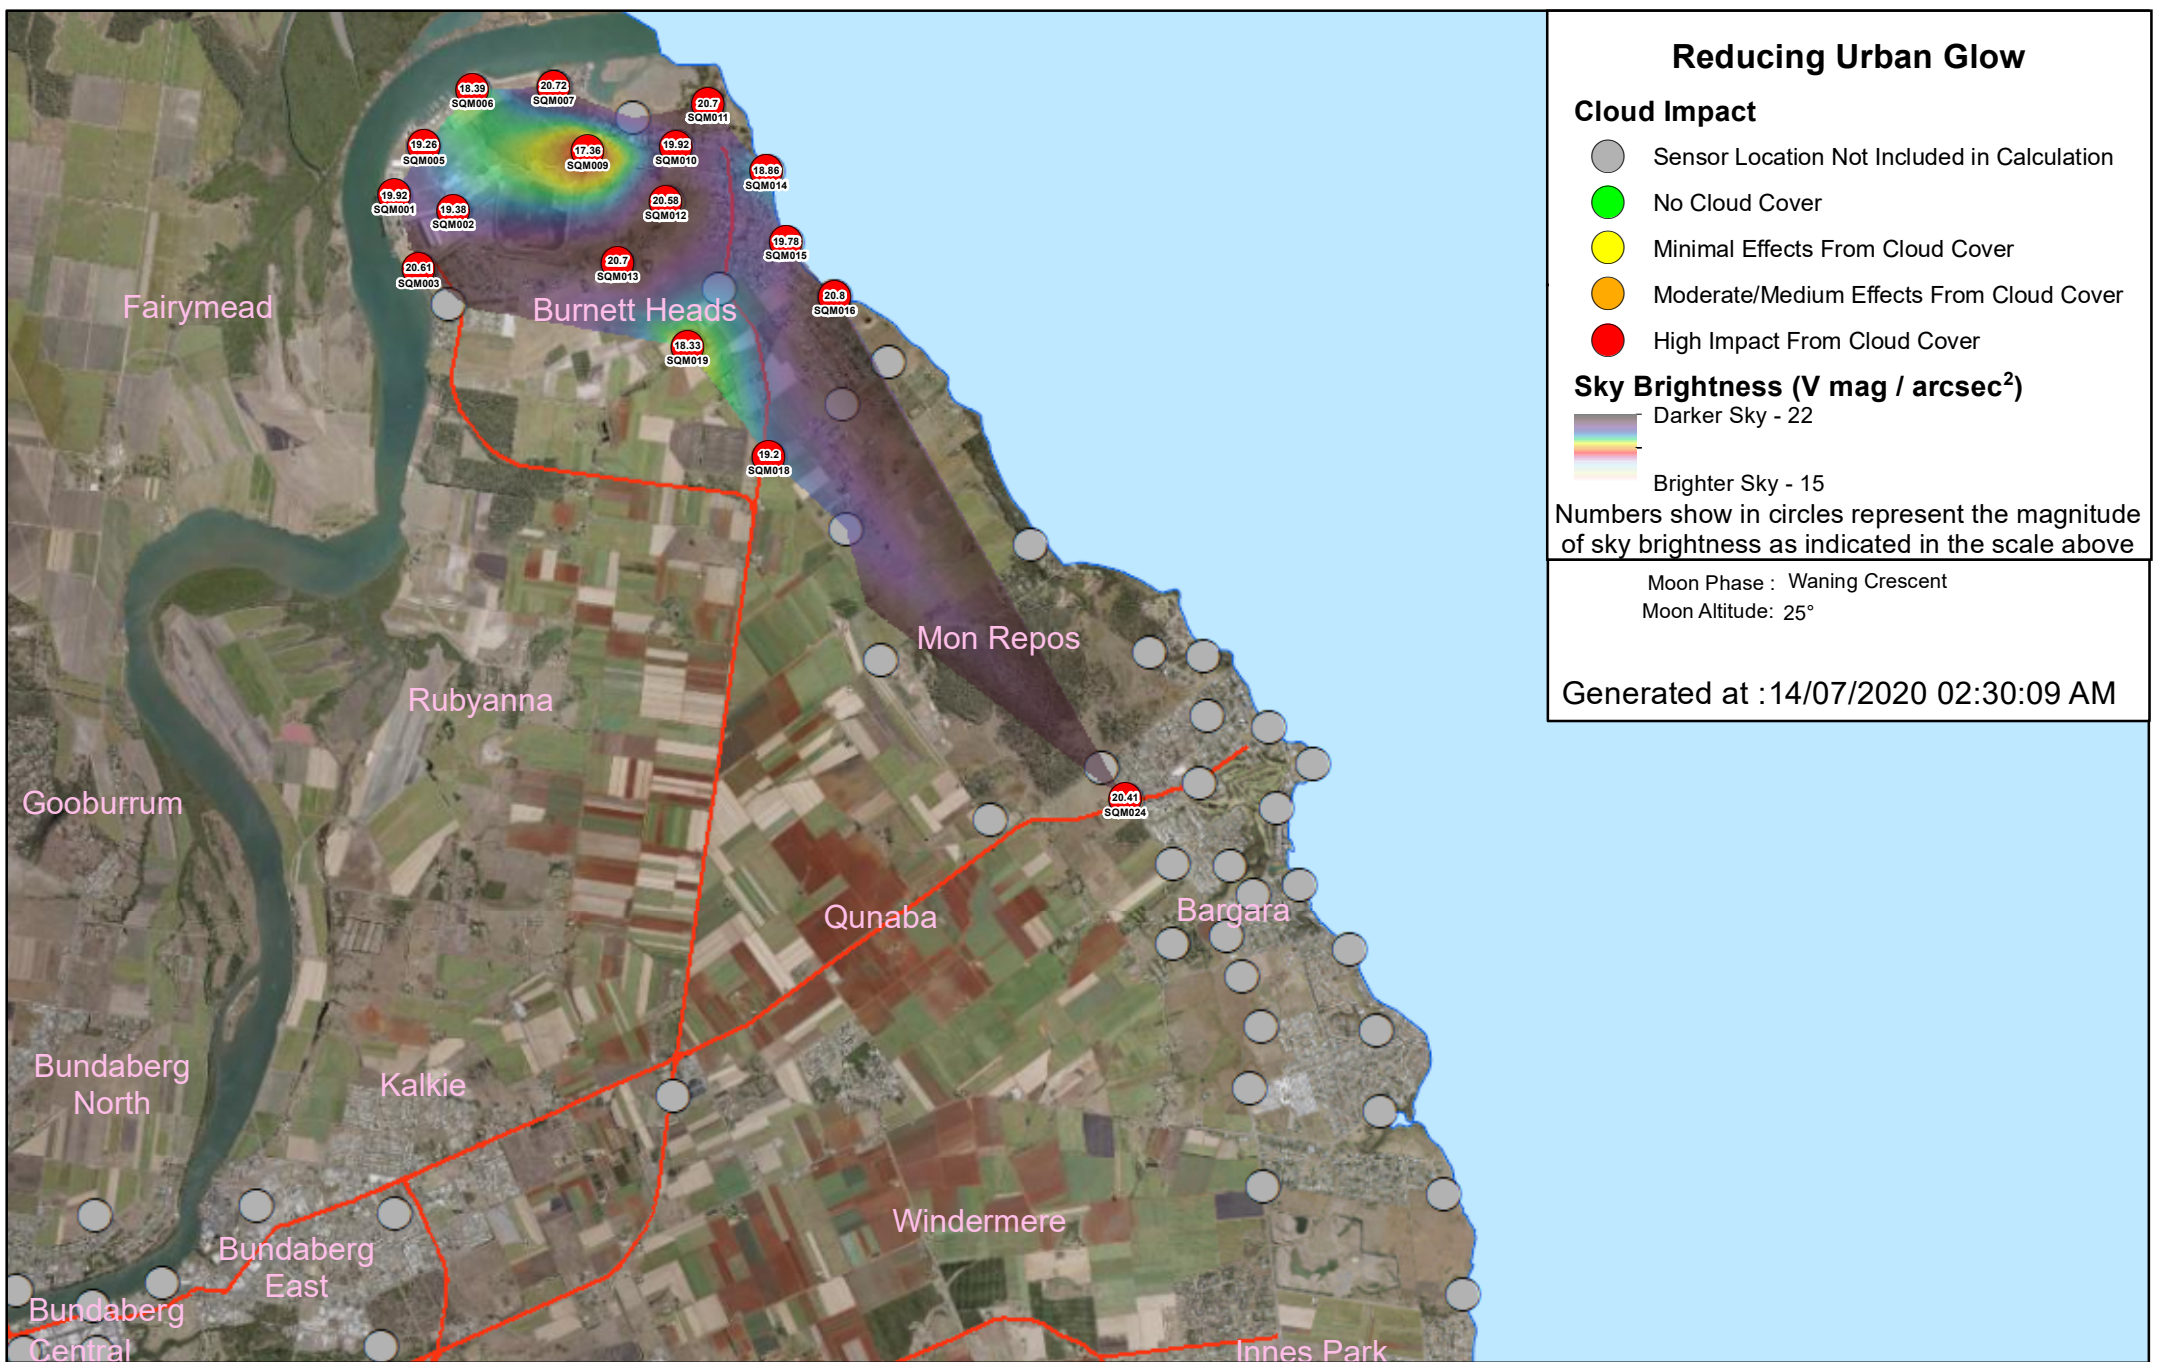 Reducing Urban Glow
Cloud Impact
Sensor Location Not Included in Calculation
No Cloud Cover
Minimal Effects From Cloud Cover
Moderate/Medium Effects From Cloud Cover
High Impact From Cloud Cover
Sky Brightness (V mag / arcsec²)
Darker Sky - 22
Brighter Sky - 15
Numbers show in circles represent the magnitude
of sky brightness as indicated in the scale above
Moon Phase : Waning Crescent
Moon Altitude: 25°
Generated at :14/07/2020 02:30:09 AM
18.39
SQM006
20.72
SQM007
20.7
SQM011
19.26
SQM005
17.36
SQM009
19.92
SQM010
18.86
SQM014
19.92
SQM001
19.38
SQM002
20.58
SQM012
19.78
SQM015
20.61
SQM003
20.7
SQM013
20.8
SQM016
Fairymead
Burnett Heads
18.33
SQM019
19.2
SQM018
Mon Repos
Rubyanna
Gooburrum
20.41
SQM024
Qunaba
Bargara
Bundaberg
North
Kalkie
Windermere
Bundaberg
East
Bundaberg
Central
Innes Park